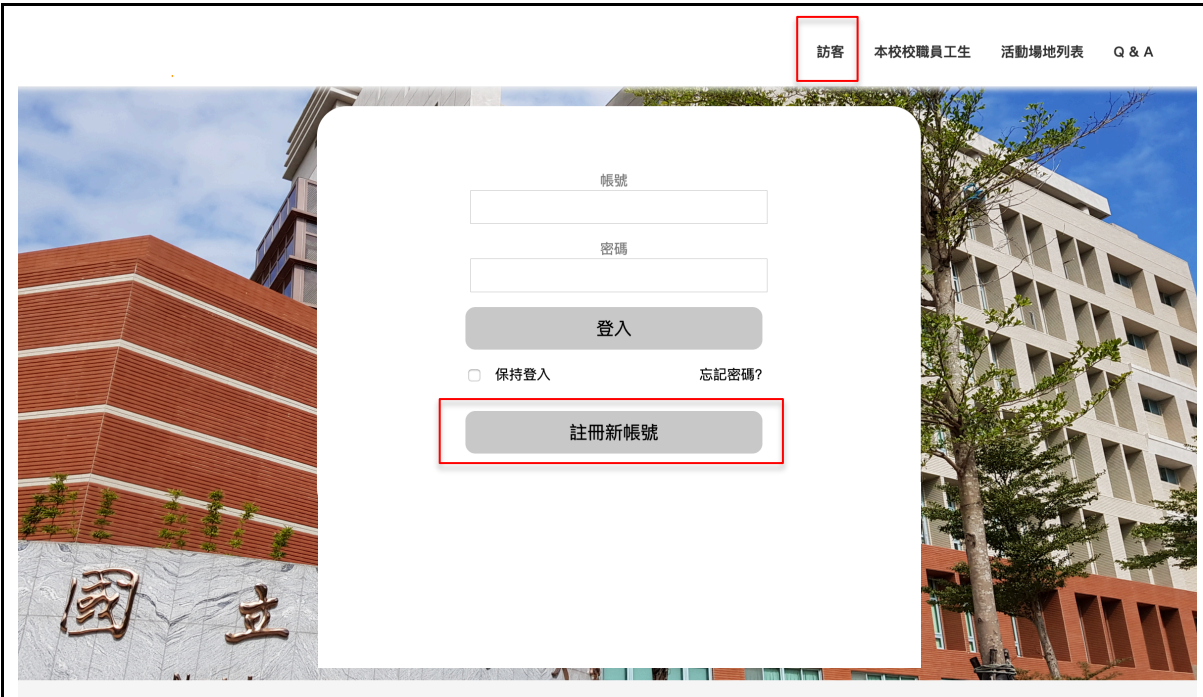 訪客 本校校職員工生 活動場地列表 Q & A
帳號
密碼
登入
保持登入 忘記密碼?
註冊新帳號
國 立